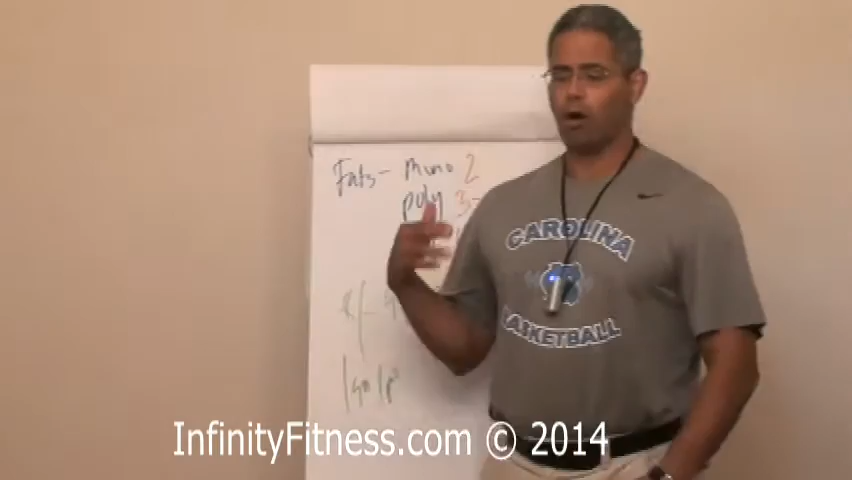 Fats- Mono 2
poly 3-
CAROLINA
BASKETBALL
InfinityFitness.com © 2014